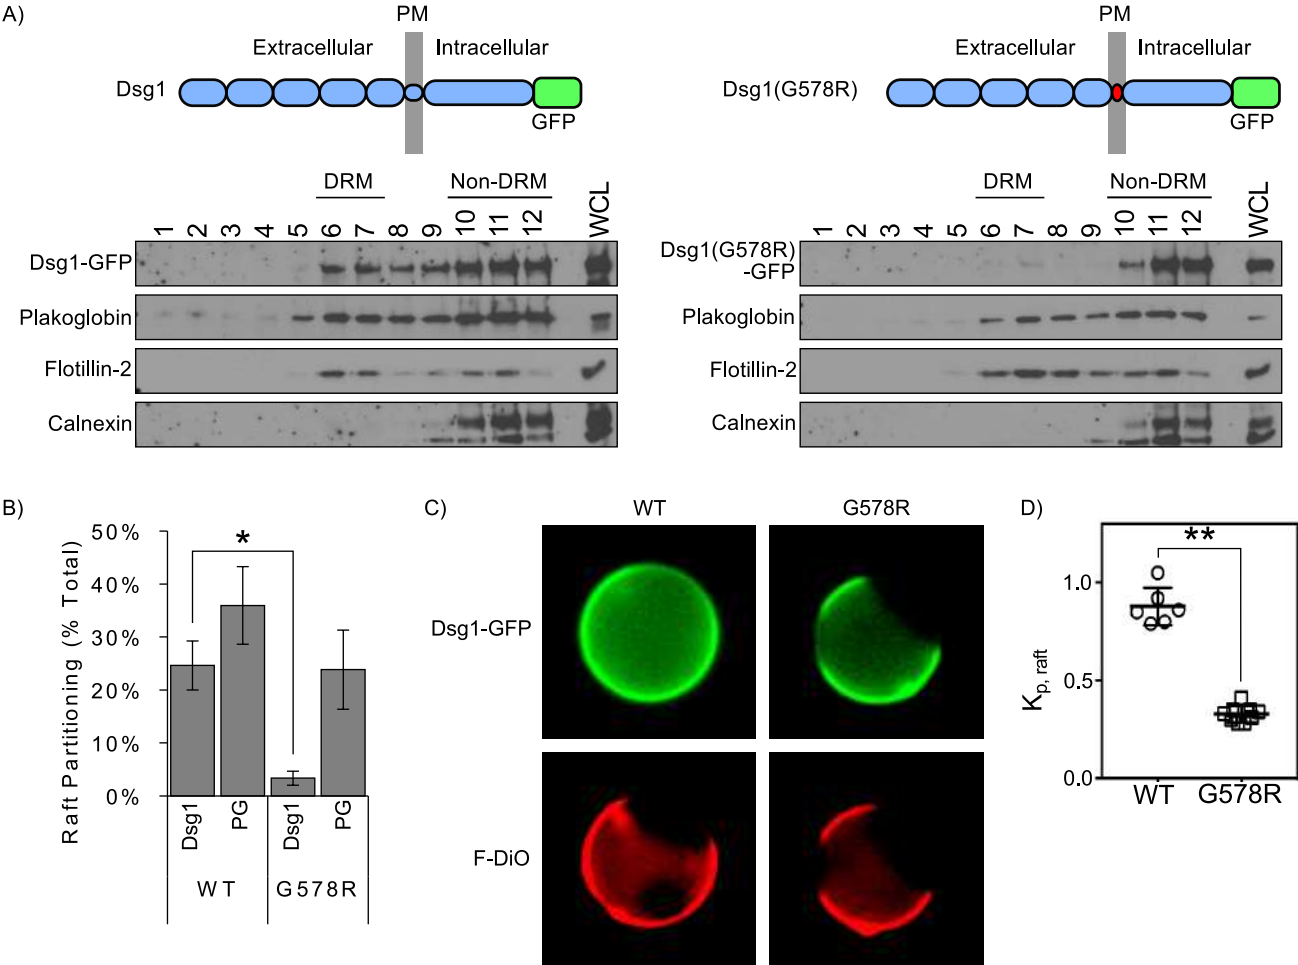 A)
PM
Extracellular
Intracellular
Dsg1
GFP
DRM
Non-DRM
1 2 3 4 5 6 7 8 9 10 11 12 WCL
Dsg1-GFP
Plakoglobin
Flotillin-2
Calnexin
PM
Extracellular
Intracellular
Dsg1(G578R)
GFP
DRM
Non-DRM
1 2 3 4 5 6 7 8 9 10 11 12 WCL
Dsg1(G578R)
-GFP
Plakoglobin
Flotillin-2
Calnexin
B)
Raft Partitioning (% Total)
50%
40%
30%
20%
10%
0%
*
Dsg1 PG Dsg1 PG
WT G578R
C)
WT G578R
Dsg1-GFP
F-DiO
D)
**
Kp, raft
1.0
0.5
0.0
WT G578R